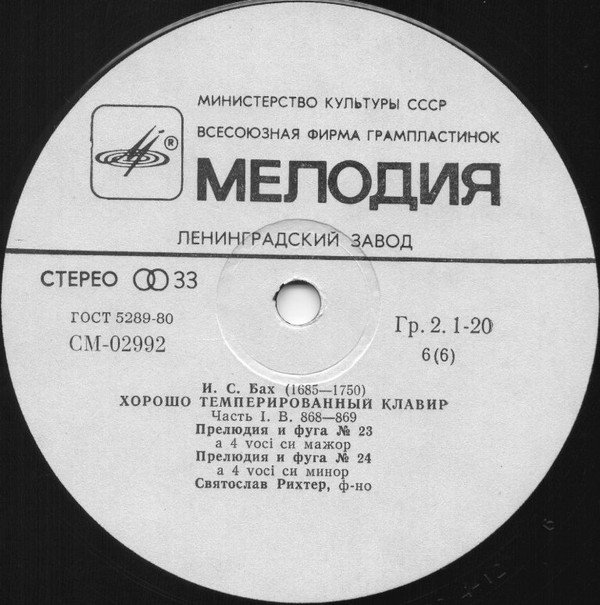 МИНИСТЕРСТВО КУЛЬТУРЫ СССР
ВСЕСОЮЗНАЯ ФИРМА ГРАМПЛАСТИНОК
®
МЕЛОДИЯ
ЛЕНИНГРАДСКИЙ ЗАВОД
СТЕРЕО 33
ГОСТ 5289-80
СМ-02992
Гр. 2. 1-20
6(6)
И. С. Бах (1685—1750)
ХОРОШО ТЕМПЕРИРОВАННЫЙ КЛАВИР
Часть I. В. 868—869
Прелюдия и фуга № 23
а 4 voci си мажор
Прелюдия и фуга № 24
а 4 voci си минор
Святослав Рихтер, ф-но